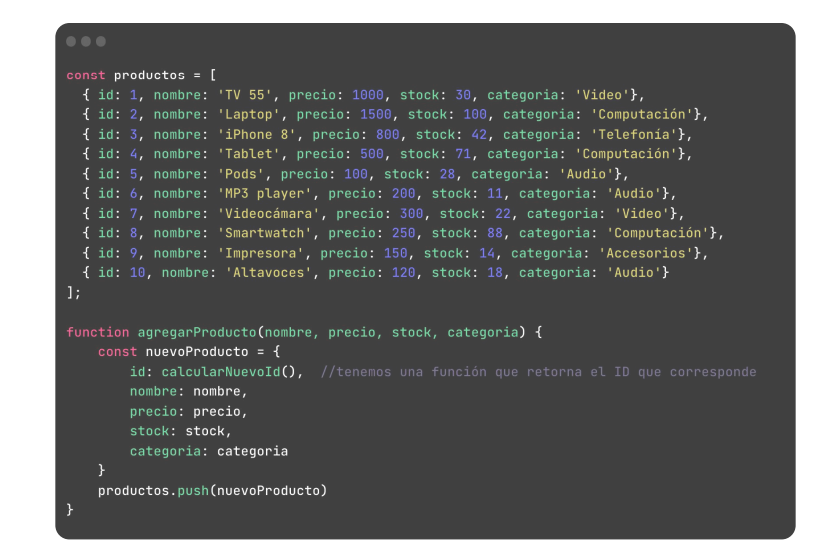 const productos = [
  { id: 1, nombre: 'TV 55', precio: 1000, stock: 30, categoria: 'Video'},
  { id: 2, nombre: 'Laptop', precio: 1500, stock: 100, categoria: 'Computación'},
  { id: 3, nombre: 'iPhone 8', precio: 800, stock: 42, categoria: 'Telefonía'},
  { id: 4, nombre: 'Tablet', precio: 500, stock: 71, categoria: 'Computación'},
  { id: 5, nombre: 'Pods', precio: 100, stock: 28, categoria: 'Audio'},
  { id: 6, nombre: 'MP3 player', precio: 200, stock: 11, categoria: 'Audio'},
  { id: 7, nombre: 'Videocámara', precio: 300, stock: 22, categoria: 'Video'},
  { id: 8, nombre: 'Smartwatch', precio: 250, stock: 88, categoria: 'Computación'},
  { id: 9, nombre: 'Impresora', precio: 150, stock: 14, categoria: 'Accesorios'},
  { id: 10, nombre: 'Altavoces', precio: 120, stock: 18, categoria: 'Audio'}
];

function agregarProducto(nombre, precio, stock, categoria) {
    const nuevoProducto = {
        id: calcularNuevoId(),  //tenemos una función que retorna el ID que corresponde
        nombre: nombre,
        precio: precio,
        stock: stock,
        categoria: categoria
    }
    productos.push(nuevoProducto)
}